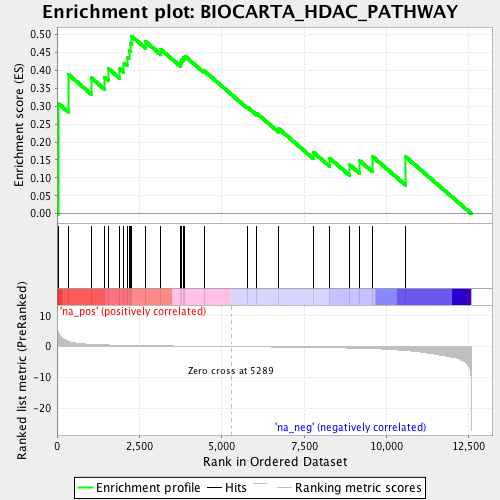 Enrichment plot: BIOCARTA_HDAC_PATHWAY
Enrichment score (ES)
0.50
0.45
0.40
0.35
0.30
0.25
0.20
0.15
0.10
0.05
0.00
'na_pos' (positively correlated)
Ranked list metric (PreRanked)
10
0
-10
-20
Zero cross at 5289
'na_neg' (negatively correlated)
0
2,500
5,000
7,500
10,000
12,500
Rank in Ordered Dataset
Enrichment profile
Hits
Ranking metric scores